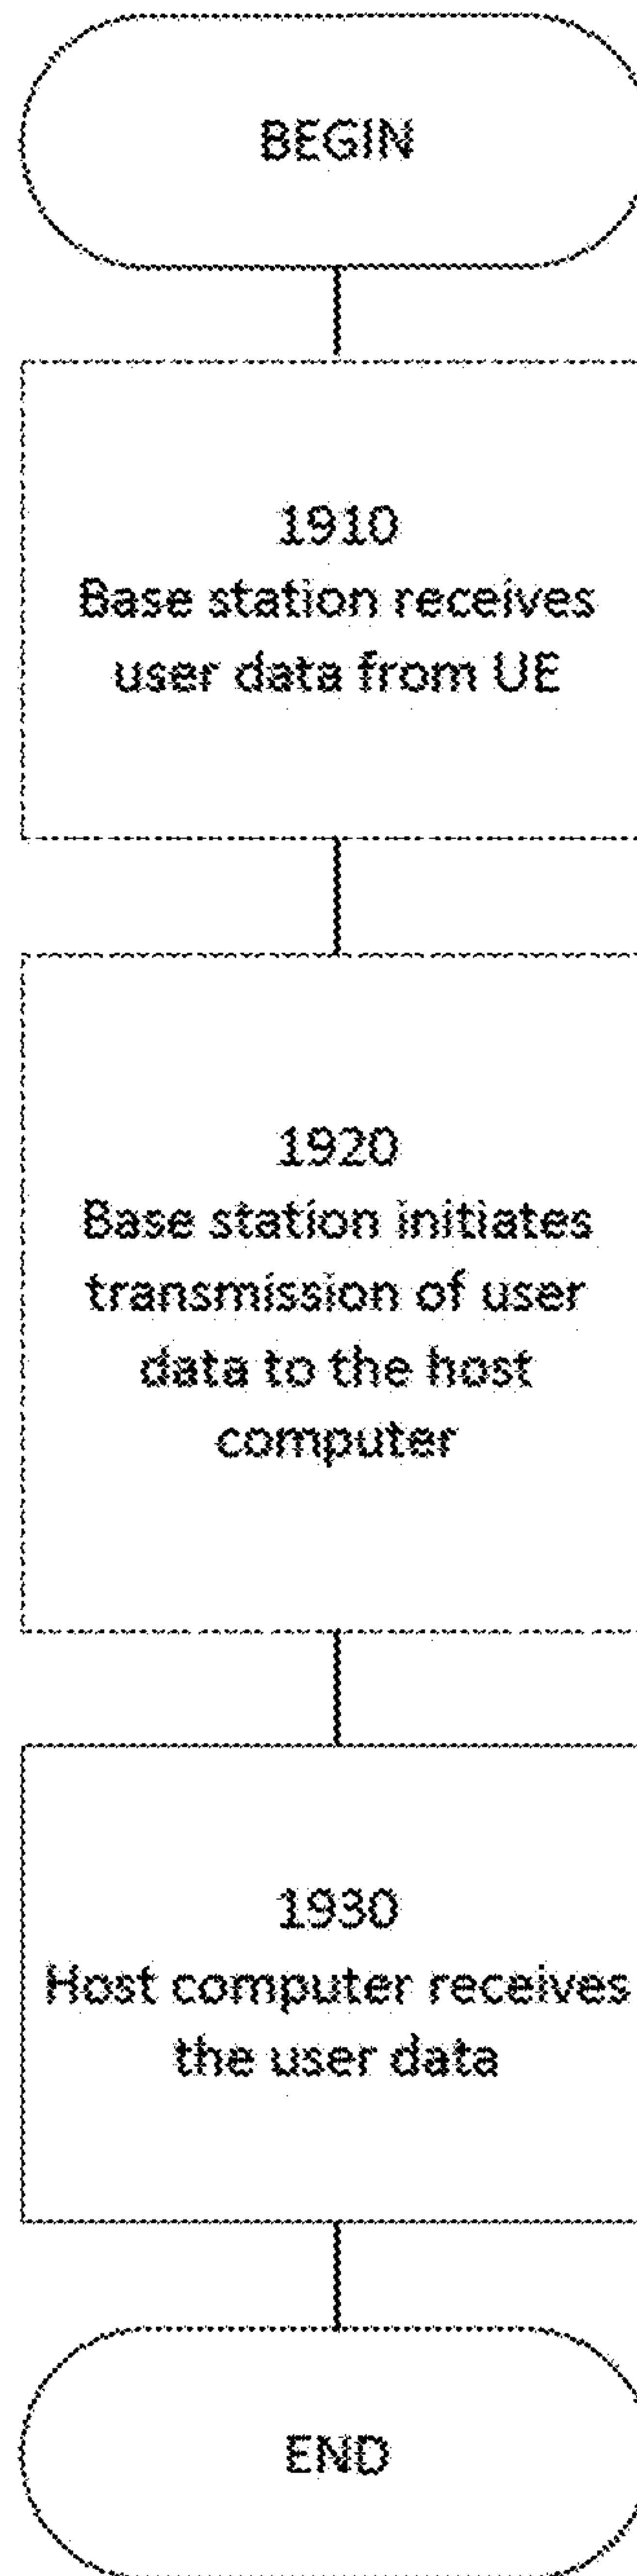 BEGIN
1910
Base station receives
user data from UE
1920
Base station initiates
transmission of user
data to the host
computer
1930
Host computer receives
the user data
END